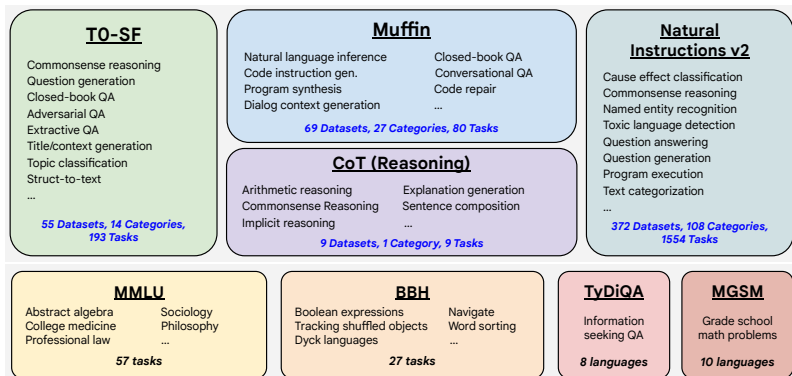 T0-SF
Commonsense reasoning
Question generation
Closed-book QA
Adversarial QA
Extractive QA
Title/context generation
Topic classification
Struct-to-text
...
55 Datasets, 14 Categories,
193 Tasks
Muffin
Natural language inference
Code instruction gen.
Program synthesis
Dialog context generation
Closed-book QA
Conversational QA
Code repair
...
69 Datasets, 27 Categories, 80 Tasks
CoT (Reasoning)
Arithmetic reasoning
Commonsense Reasoning
Implicit reasoning
Explanation generation
Sentence composition
...
9 Datasets, 1 Category, 9 Tasks
Natural
Instructions v2
Cause effect classification
Commonsense reasoning
Named entity recognition
Toxic language detection
Question answering
Question generation
Program execution
Text categorization
...
372 Datasets, 108 Categories,
1554 Tasks
MMLU
Abstract algebra
College medicine
Professional law
Sociology
Philosophy
...
57 tasks
BBH
Boolean expressions
Tracking shuffled objects
Dyck languages
Navigate
Word sorting
...
27 tasks
TyDiQA
Information
seeking QA
8 languages
MGSM
Grade school
math problems
10 languages